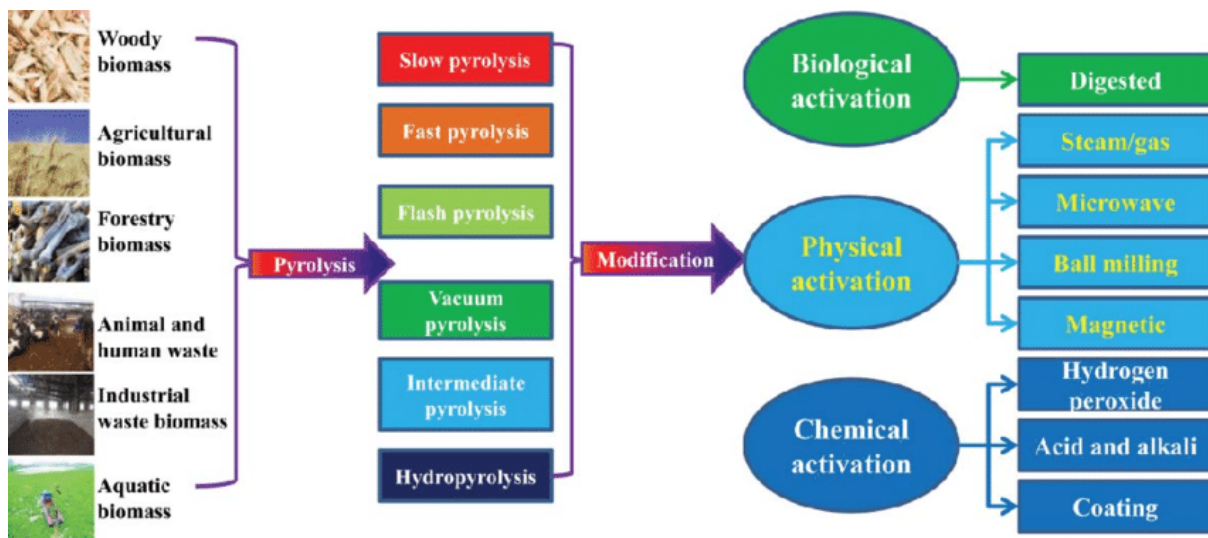 Woody
biomass
Agricultural
biomass
Forestry
biomass
Animal and
human waste
Industrial
waste biomass
Aquatic
biomass
Pyrolysis
Slow pyrolysis
Fast pyrolysis
Flash pyrolysis
Vacuum
pyrolysis
Intermediate
pyrolysis
Hydropyrolysis
Modification
Biological
activation
Physical
activation
Chemical
activation
Digested
Steam/gas
Microwave
Ball milling
Magnetic
Hydrogen
peroxide
Acid and alkali
Coating